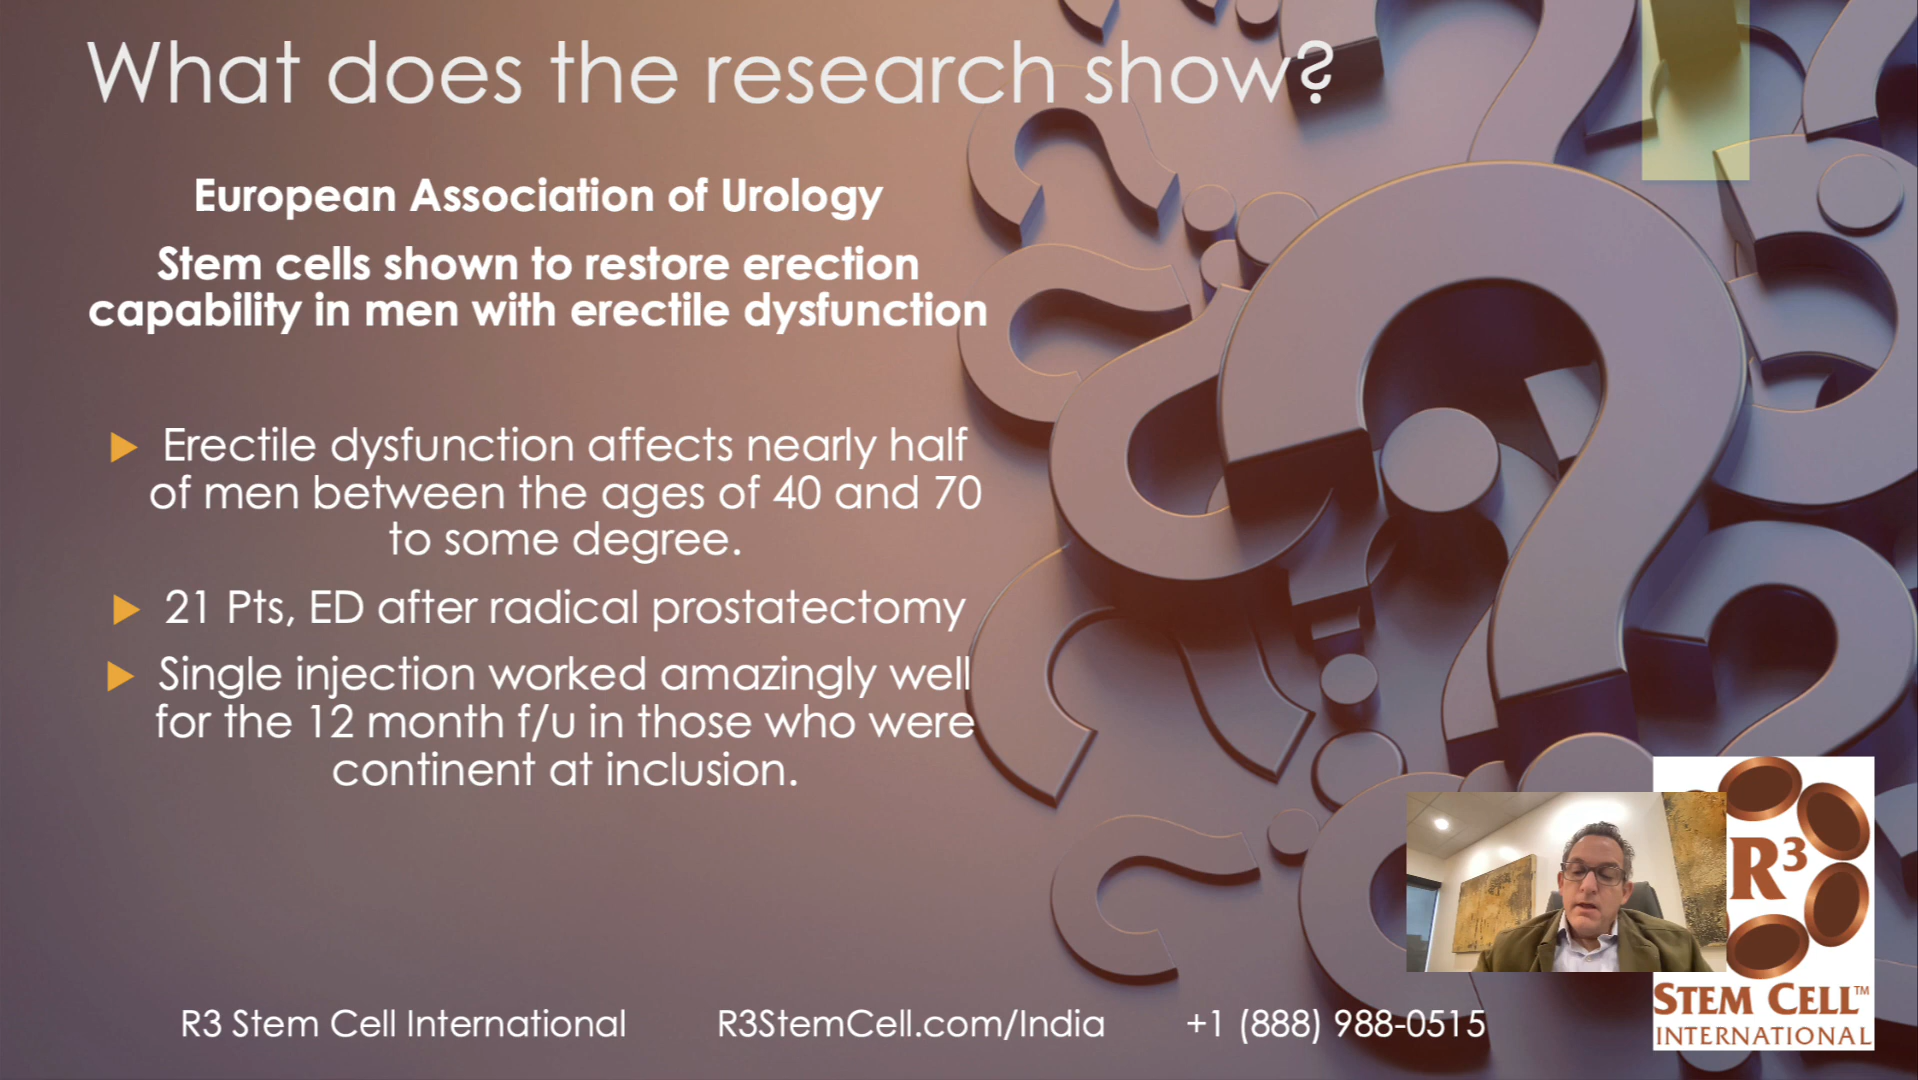 What does the research show?
European Association of Urology
Stem cells shown to restore erection
capability in men with erectile dysfunction
Erectile dysfunction affects nearly half
of men between the ages of 40 and 70
to some degree.
21 Pts, ED after radical prostatectomy
Single injection worked amazingly well
for the 12 month f/u in those who were
continent at inclusion.
R3
STEM CELL™
INTERNATIONAL
R3 Stem Cell International R3StemCell.com/India +1 (888) 988-0515